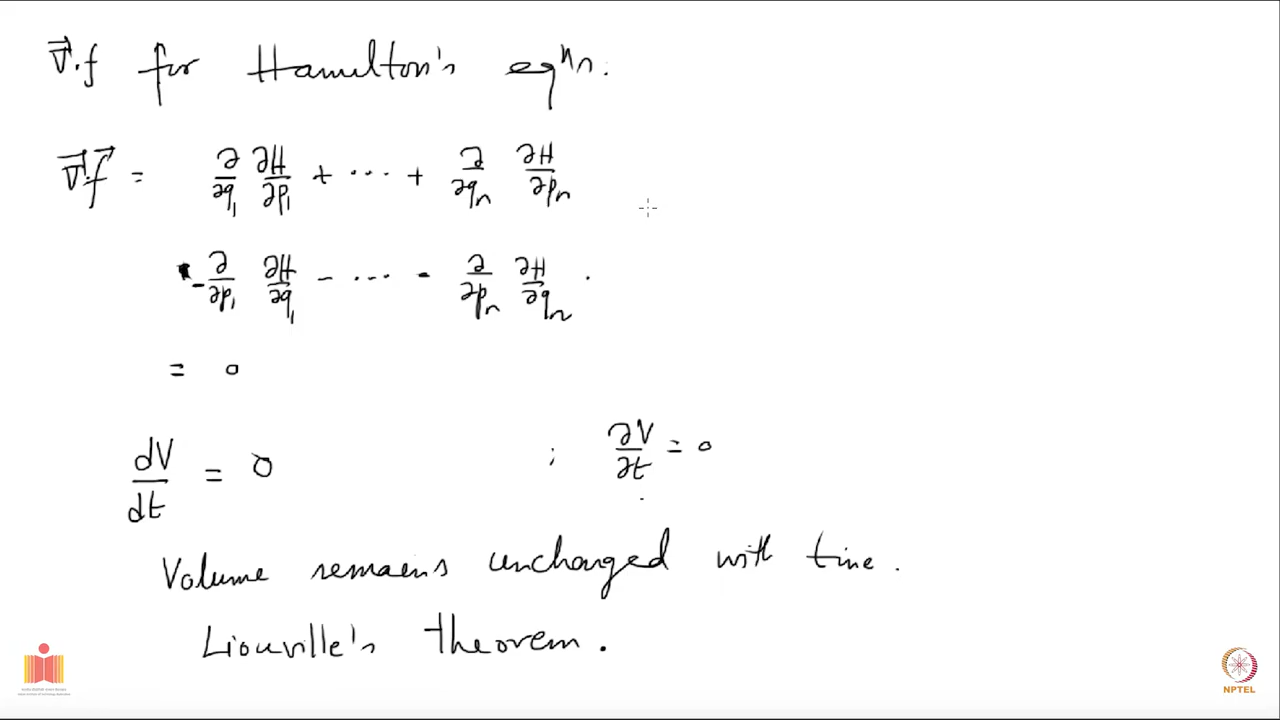 ∇⃗.f for Hamilton's eqⁿs.
∇⃗.f⃗ = ∂/∂q₁ ∂H/∂p₁ + ⋯ + ∂/∂qₙ ∂H/∂pₙ
- ∂/∂p₁ ∂H/∂q₁ - ⋯ - ∂/∂pₙ ∂H/∂qₙ .
= 0
dV/dt = 0 ; ∂V/∂t = 0
Volume remains unchanged with time.
Liouville's theorem.
NPTEL